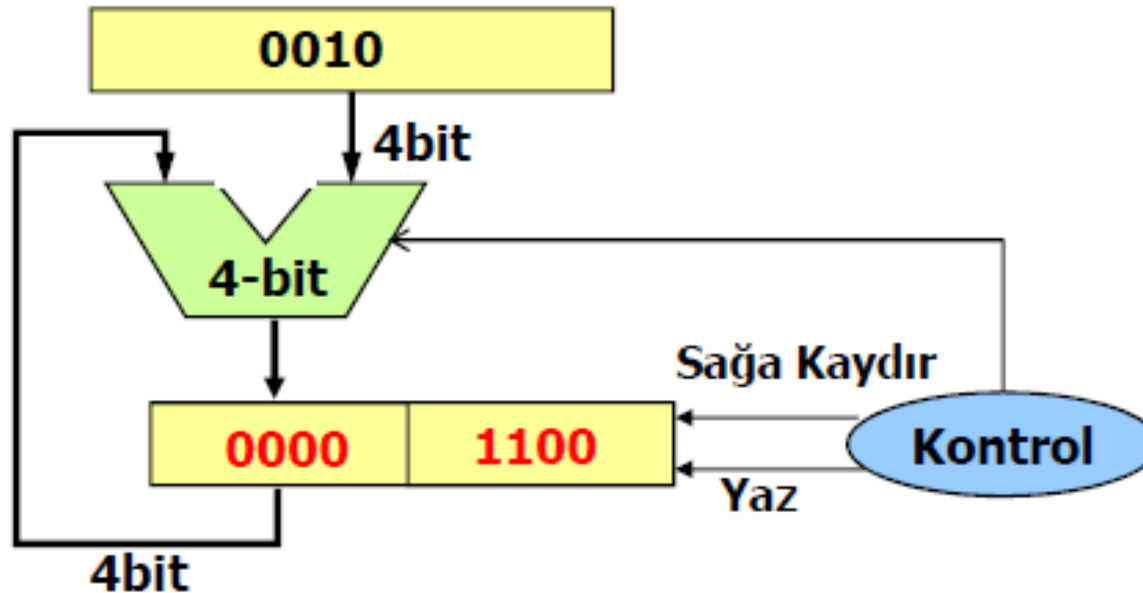 0010
4bit
4-bit
Sağa Kaydır
0000 1100
Kontrol
Yaz
4bit